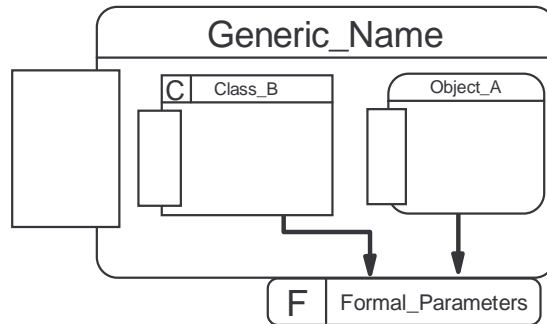 Generic_Name
C Class_B
Object_A
F Formal_Parameters